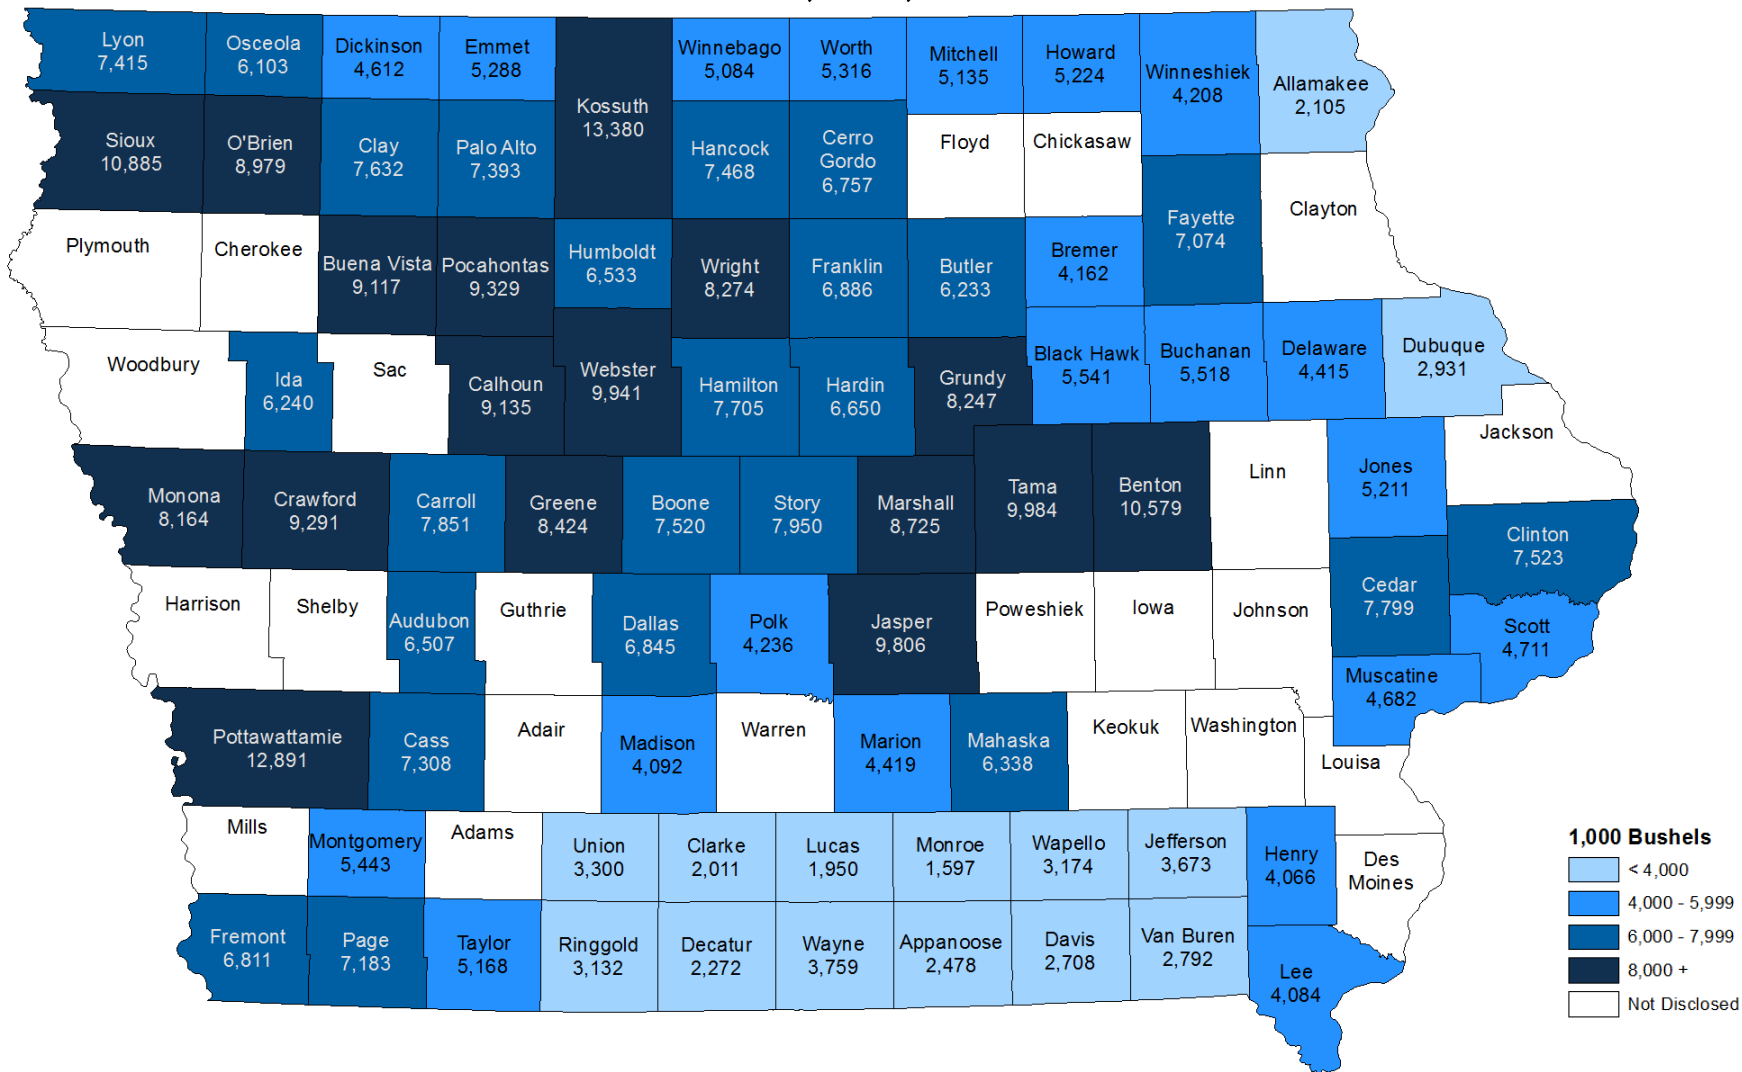 Lyon
7,415
Osceola
6,103
Dickinson
4,612
Emmet
5,288
Kossuth
13,380
Winnebago
5,084
Worth
5,316
Mitchell
5,135
Howard
5,224
Winneshiek
4,208
Allamakee
2,105
Sioux
10,885
O'Brien
8,979
Clay
7,632
Palo Alto
7,393
Hancock
7,468
Cerro
Gordo
6,757
Floyd
Chickasaw
Fayette
7,074
Clayton
Plymouth
Cherokee
Buena Vista
9,117
Pocahontas
9,329
Humboldt
6,533
Wright
8,274
Franklin
6,886
Butler
6,233
Bremer
4,162
Woodbury
Ida
6,240
Sac
Calhoun
9,135
Webster
9,941
Hamilton
7,705
Hardin
6,650
Grundy
8,247
Black Hawk
5,541
Buchanan
5,518
Delaware
4,415
Dubuque
2,931
Monona
8,164
Crawford
9,291
Carroll
7,851
Greene
8,424
Boone
7,520
Story
7,950
Marshall
8,725
Tama
9,984
Benton
10,579
Linn
Jones
5,211
Jackson
Clinton
7,523
Harrison
Shelby
Audubon
6,507
Guthrie
Dallas
6,845
Polk
4,236
Jasper
9,806
Poweshiek
Iowa
Johnson
Cedar
7,799
Scott
4,711
Muscatine
4,682
Pottawattamie
12,891
Cass
7,308
Adair
Madison
4,092
Warren
Marion
4,419
Mahaska
6,338
Keokuk
Washington
Louisa
Mills
Montgomery
5,443
Adams
Union
3,300
Clarke
2,011
Lucas
1,950
Monroe
1,597
Wapello
3,174
Jefferson
3,673
Henry
4,066
Des
Moines
Fremont
6,811
Page
7,183
Taylor
5,168
Ringgold
3,132
Decatur
2,272
Wayne
3,759
Appanoose
2,478
Davis
2,708
Van Buren
2,792
Lee
4,084
1,000 Bushels
< 4,000
4,000 - 5,999
6,000 - 7,999
8,000 +
Not Disclosed